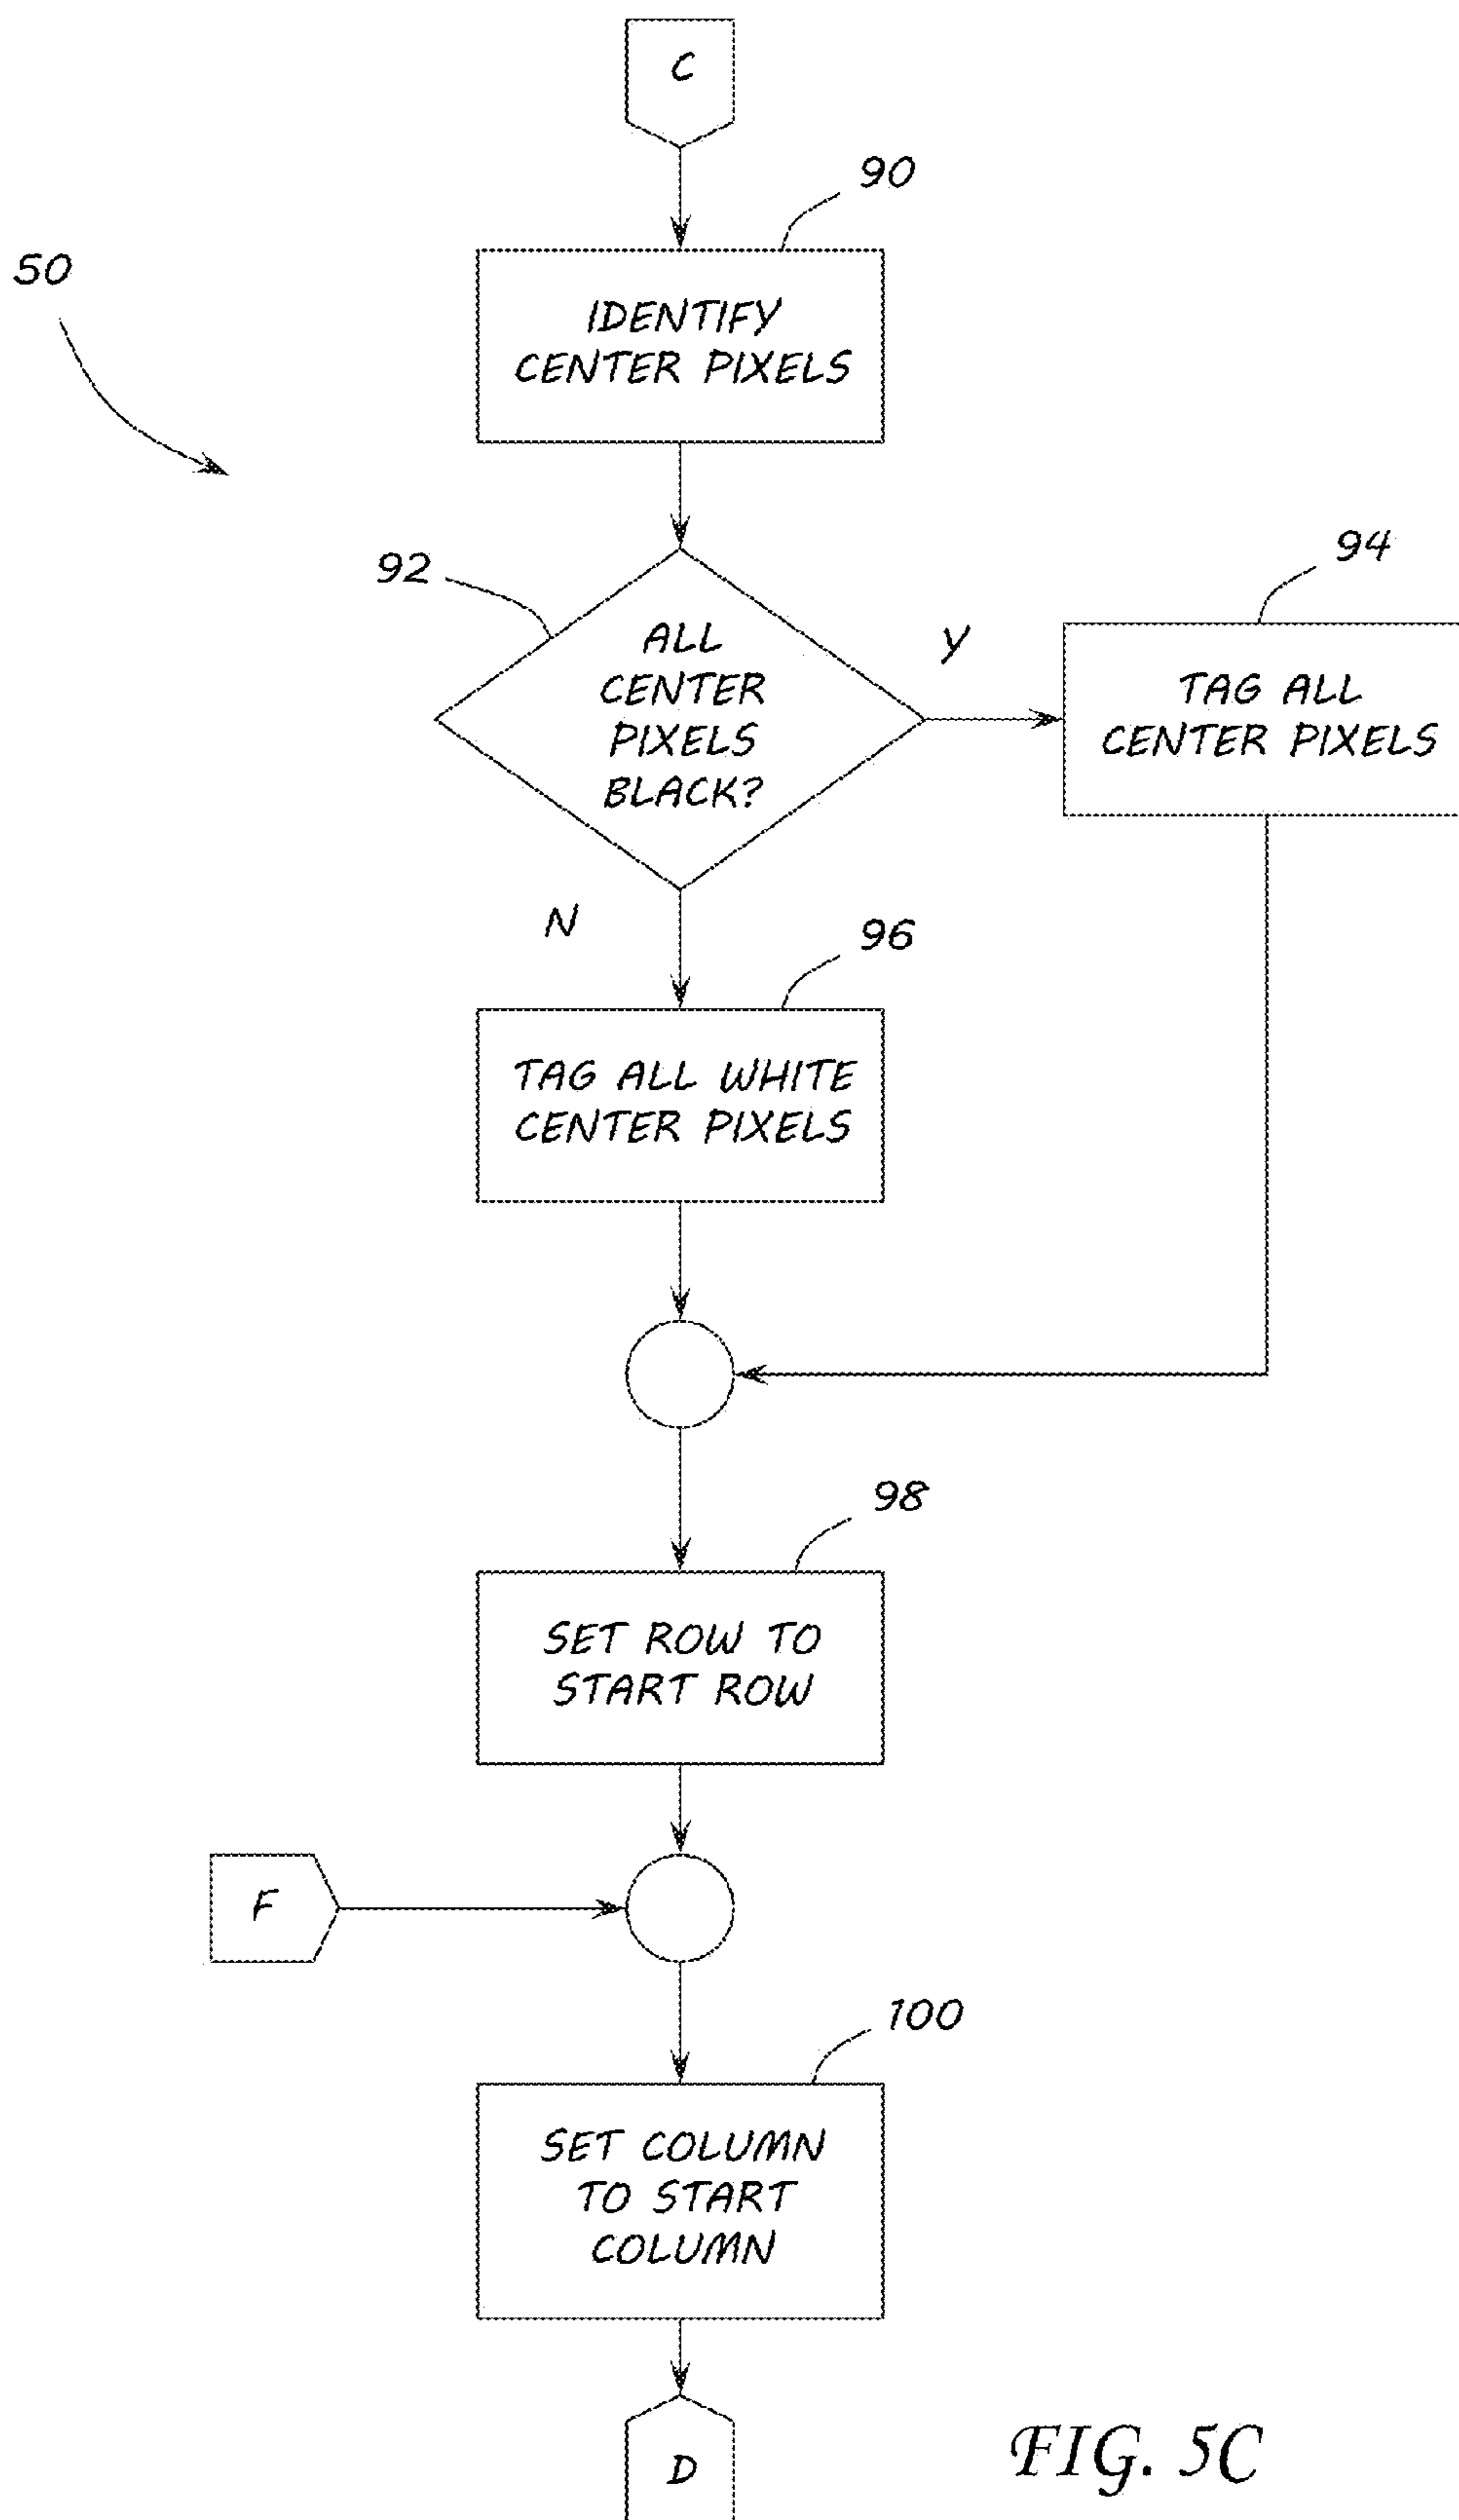 C
90
50
IDENTIFY
CENTER PIXELS
92
94
ALL
CENTER
PIXELS
BLACK?
Y
TAG ALL
CENTER PIXELS
N
96
TAG ALL WHITE
CENTER PIXELS
98
SET ROW TO
START ROW
F
100
SET COLUMN
TO START
COLUMN
D
FIG. 5C